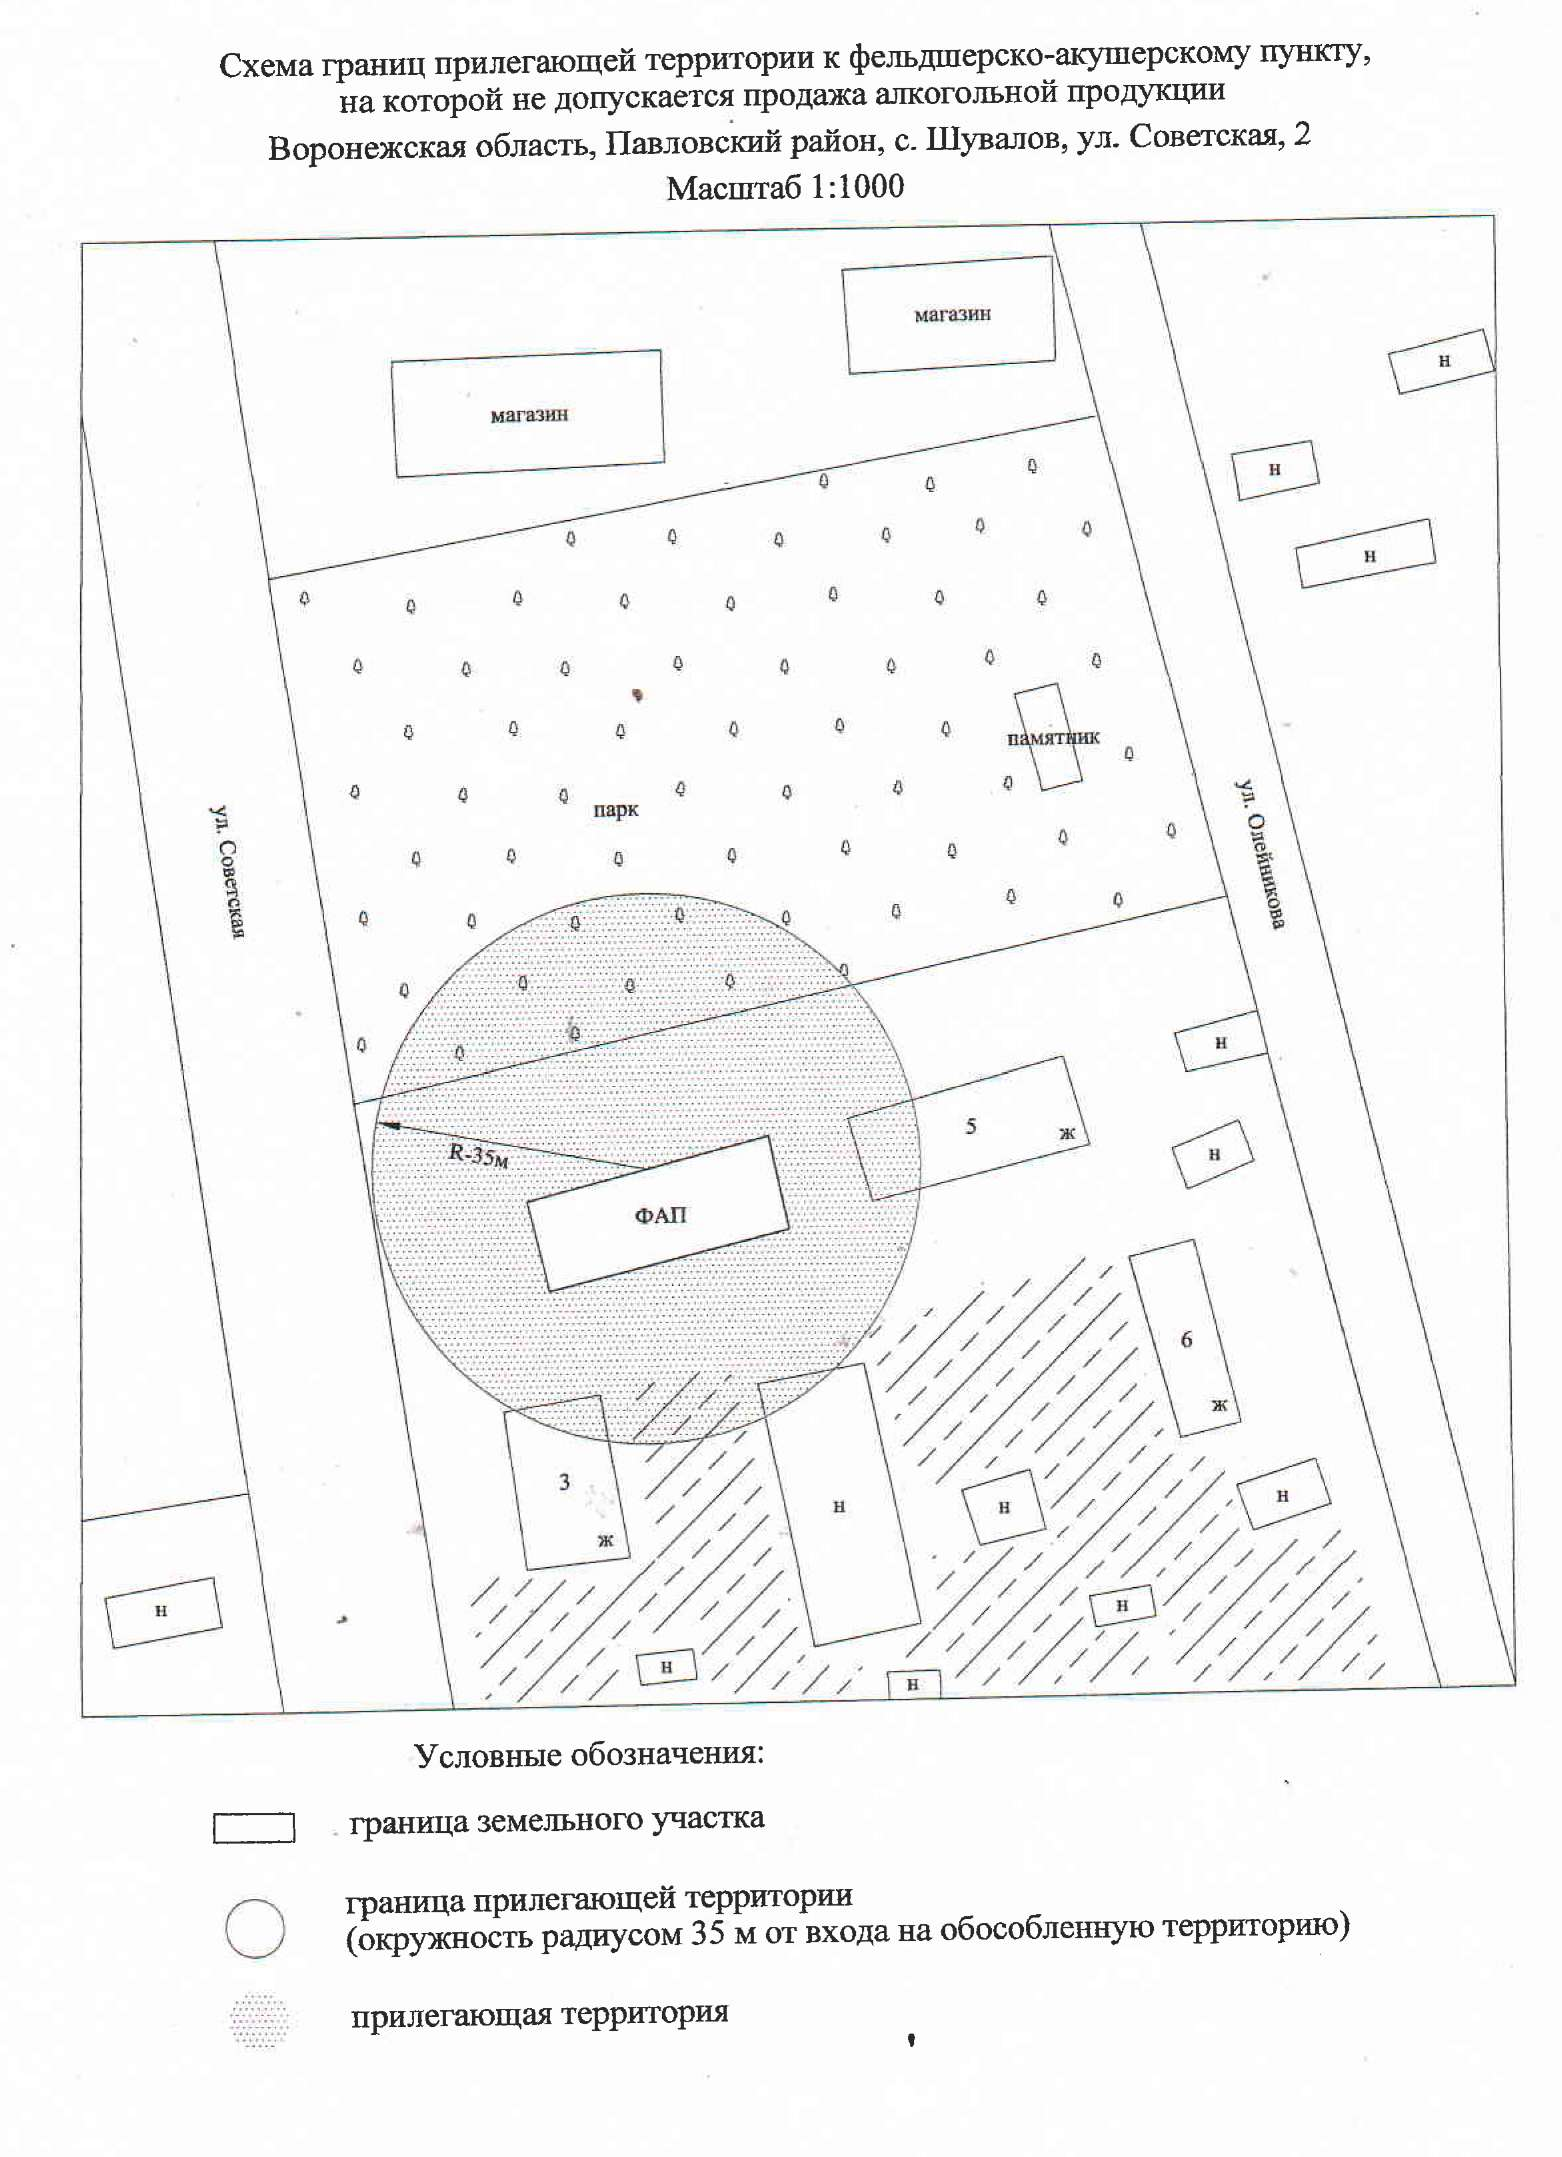 Схема границ прилегающей территории к фельдшерско-акушерскому пункту,
на которой не допускается продажа алкогольной продукции
Воронежская область, Павловский район, с. Шувалов, ул. Советская, 2
Масштаб 1:1000
магазин
магазин
н
н
н
памятник
парк
ул. Советская
ул. Олейникова
н
5
ж
R-35м
н
ФАП
6
ж
3
ж
н
н
н
н
н
н
н
Условные обозначения:
граница земельного участка
граница прилегающей территории
(окружность радиусом 35 м от входа на обособленную территорию)
прилегающая территория